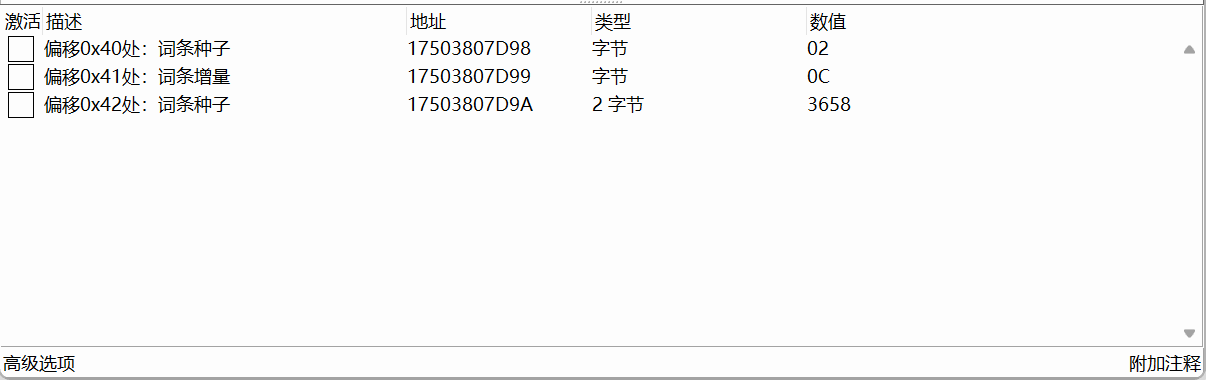 激活 描述 地址 类型 数值
偏移0x40处：词条种子 17503807D98 字节 02
偏移0x41处：词条增量 17503807D99 字节 0C
偏移0x42处：词条种子 17503807D9A 2 字节 3658
高级选项 附加注释